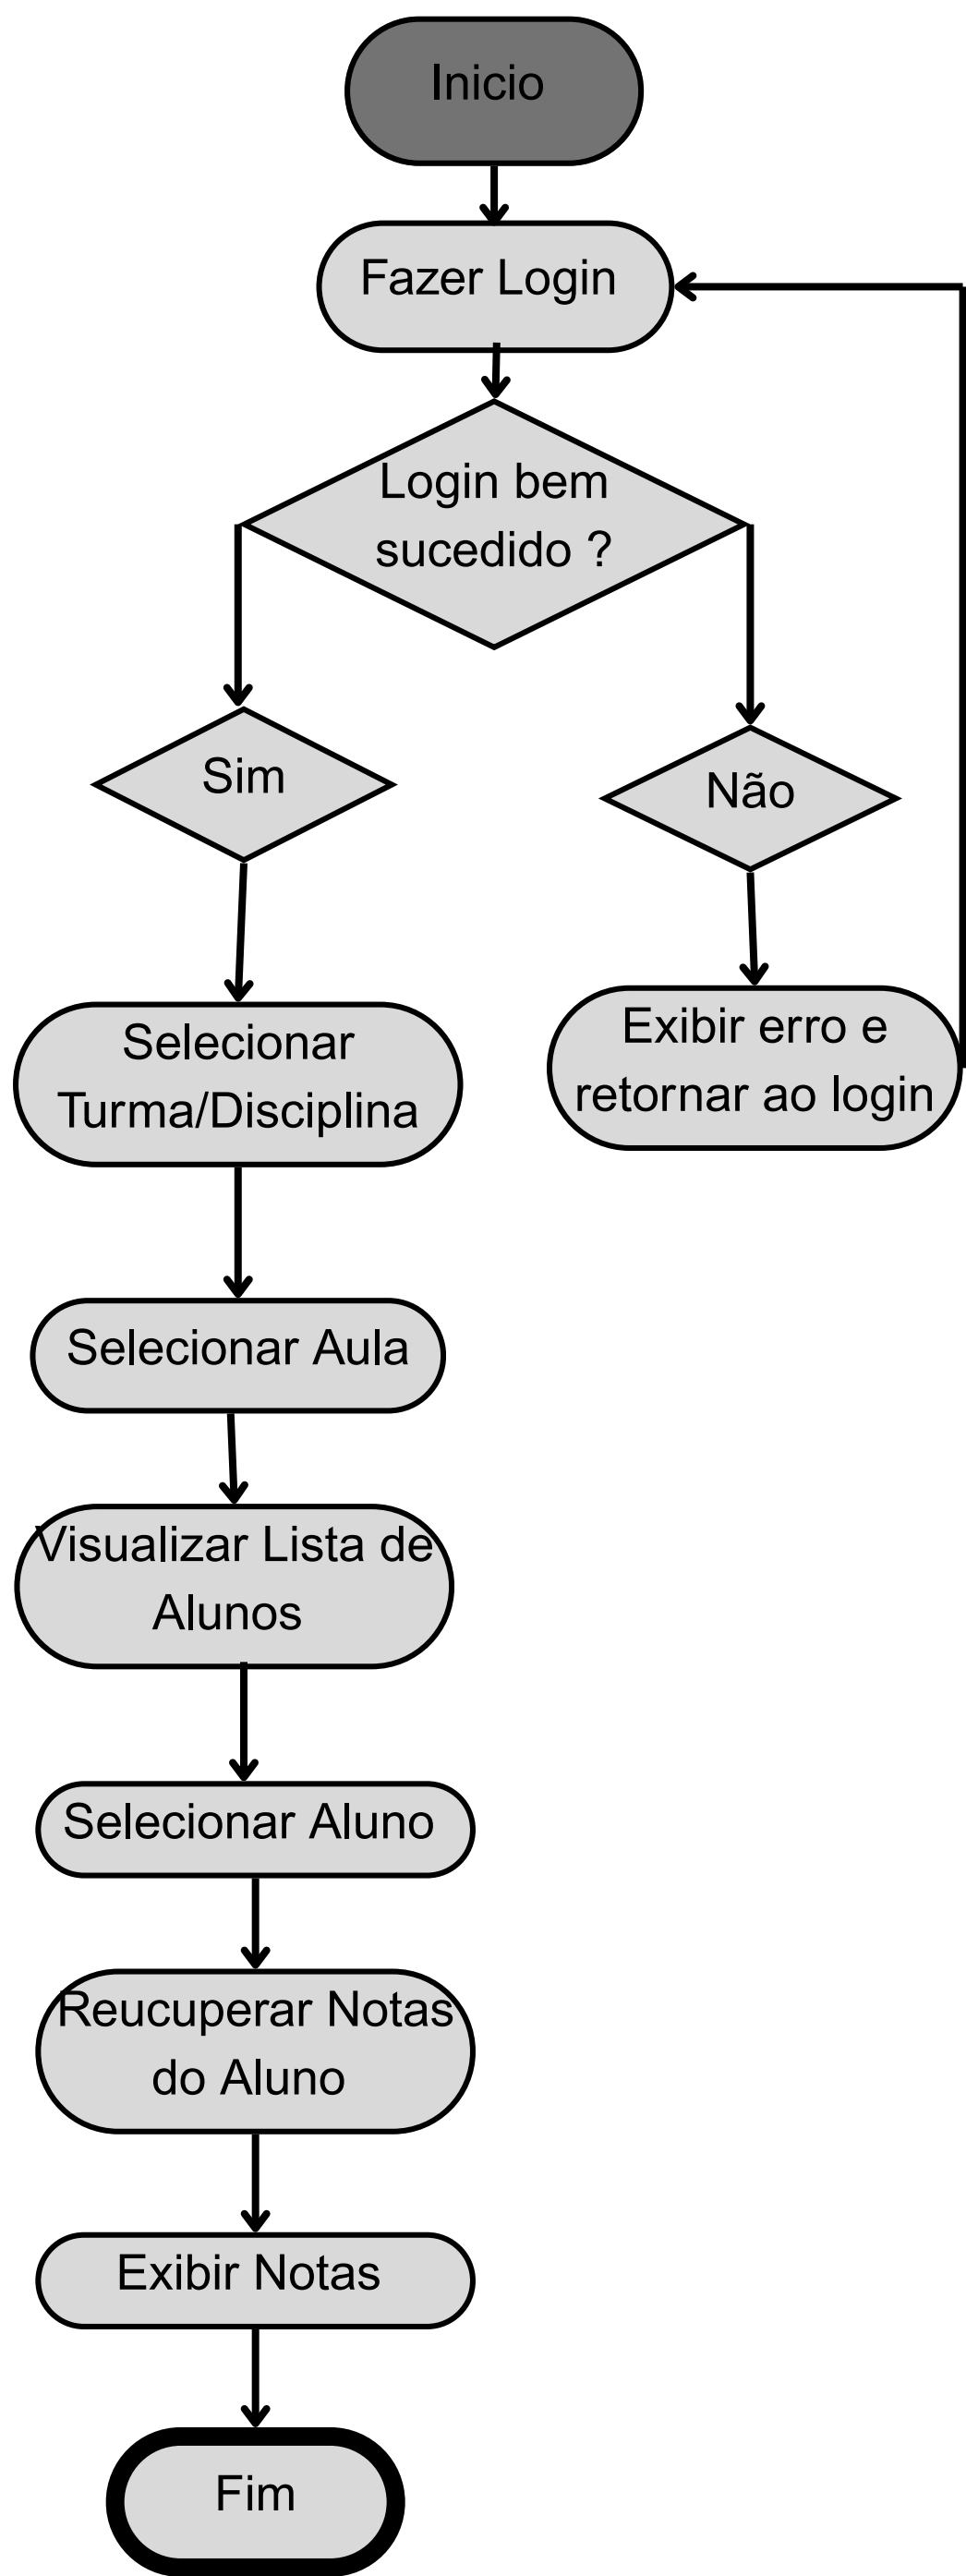 Inicio
Fazer Login
Login bem
sucedido ?
Sim
Não
Selecionar
Turma/Disciplina
Exibir erro e
retornar ao login
Selecionar Aula
Visualizar Lista de
Alunos
Selecionar Aluno
Reucuperar Notas
do Aluno
Exibir Notas
Fim